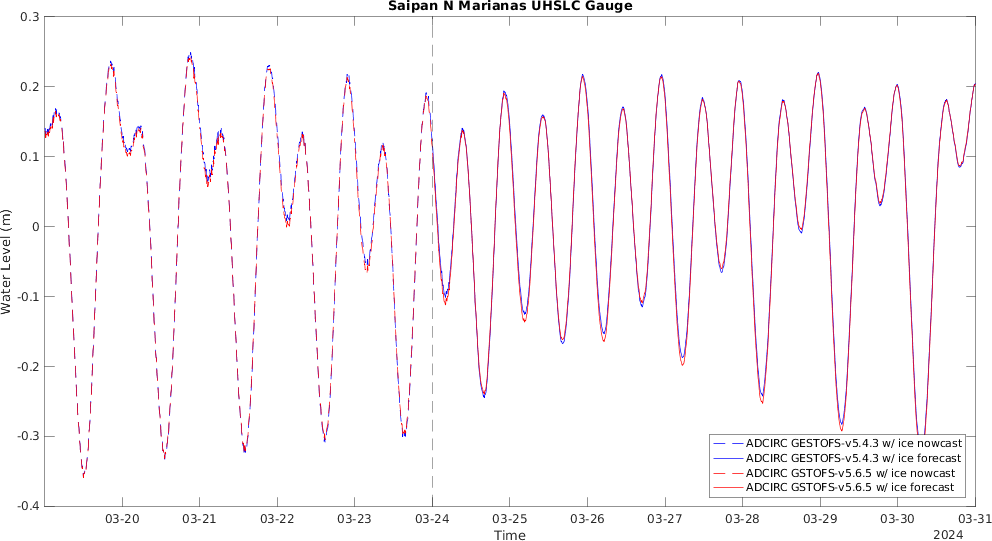 Saipan N Marianas UHSLC Gauge
0.3
0.2
0.1
0
-0.1
-0.2
-0.3
-0.4
Water Level (m)
ADCIRC GESTOFS-v5.4.3 w/ ice nowcast
ADCIRC GESTOFS-v5.4.3 w/ ice forecast
ADCIRC GSTOFS-v5.6.5 w/ ice nowcast
ADCIRC GSTOFS-v5.6.5 w/ ice forecast
03-20 03-21 03-22 03-23 03-24 03-25 03-26 03-27 03-28 03-29 03-30 03-31
Time
2024